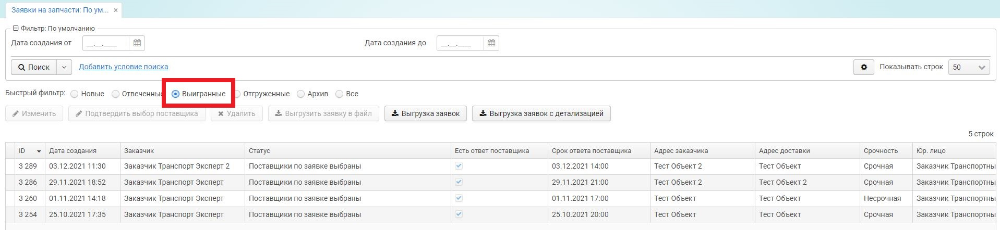 Заявки на запчасти: По ум... ×
Фильтр: По умолчанию
Дата создания от __.__.____ Дата создания до __.__.____
Поиск Добавить условие поиска Показывать строк 50
Быстрый фильтр: Новые Отвеченные Выигранные Отгруженные Архив Все
Изменить Подтвердить выбор поставщика Удалить Выгрузить заявку в файл Выгрузка заявок Выгрузка заявок с детализацией
5 строк
ID Дата создания Заказчик Статус Есть ответ поставщика Срок ответа поставщика Адрес заказчика Адрес доставки Срочность Юр. лицо
3 289 03.12.2021 11:30 Заказчик Транспорт Эксперт 2 Поставщики по заявке выбраны 03.12.2021 14:00 Тест Объект 2 Тест Объект Срочная Заказчик Транспортны
3 286 29.11.2021 18:52 Заказчик Транспорт Эксперт Поставщики по заявке выбраны 29.11.2021 21:00 Тест Объект 2 Тест Объект 2 Срочная Заказчик Транспортны
3 260 01.11.2021 14:18 Заказчик Транспорт Эксперт Поставщики по заявке выбраны 01.11.2021 17:00 Тест Объект Тест Объект Несрочная Заказчик Транспортны
3 254 25.10.2021 17:35 Заказчик Транспорт Эксперт Поставщики по заявке выбраны 25.10.2021 20:00 Тест Объект Тест Объект Срочная Заказчик Транспортны